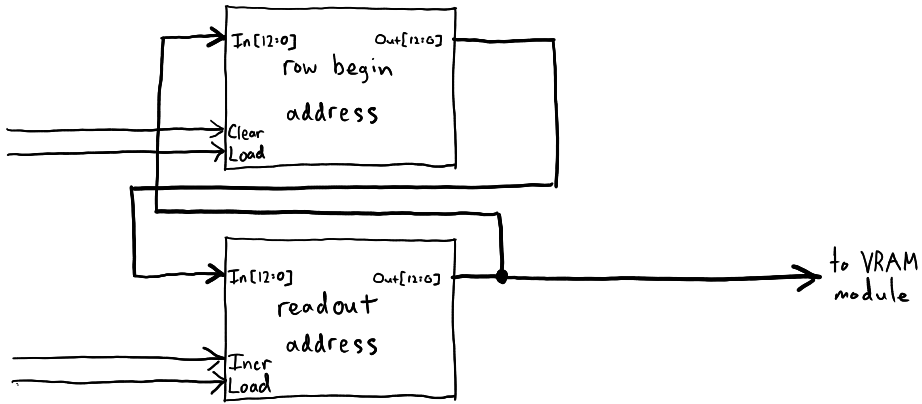 In[12:0] Out[12:0]
row begin
address
Clear
Load
In[12:0] Out[12:0]
readout
address
to VRAM
module
Incr
Load